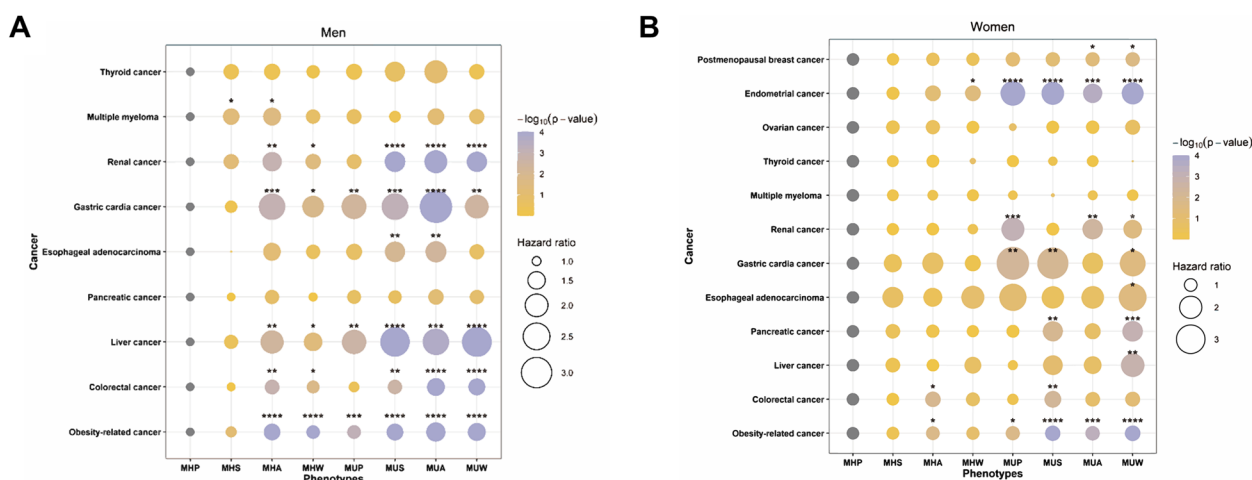 A
Men
Thyroid cancer
* *
Multiple myeloma
** * **** **** ****
Renal cancer
*** * ** *** **** **
Gastric cardia cancer
** **
Esophageal adenocarcinoma
Pancreatic cancer
** * ** **** *** ****
Liver cancer
** * ** **** ****
Colorectal cancer
**** **** *** **** **** ****
Obesity-related cancer
Cancer
MHP MHS MHA MHW MUP MUS MUA MUW
Phenotypes
−log10(p−value)
4
3
2
1
Hazard ratio
1.0
1.5
2.0
2.5
3.0
B
Women
* *
Postmenopausal breast cancer
* **** **** *** ****
Endometrial cancer
Ovarian cancer
Thyroid cancer
Multiple myeloma
*** ** *
Renal cancer
** ** *
Gastric cardia cancer
*
Esophageal adenocarcinoma
** ***
Pancreatic cancer
**
Liver cancer
* **
Colorectal cancer
* * **** *** ****
Obesity-related cancer
Cancer
MHP MHS MHA MHW MUP MUS MUA MUW
Phenotypes
−log10(p−value)
4
3
2
1
Hazard ratio
1
2
3